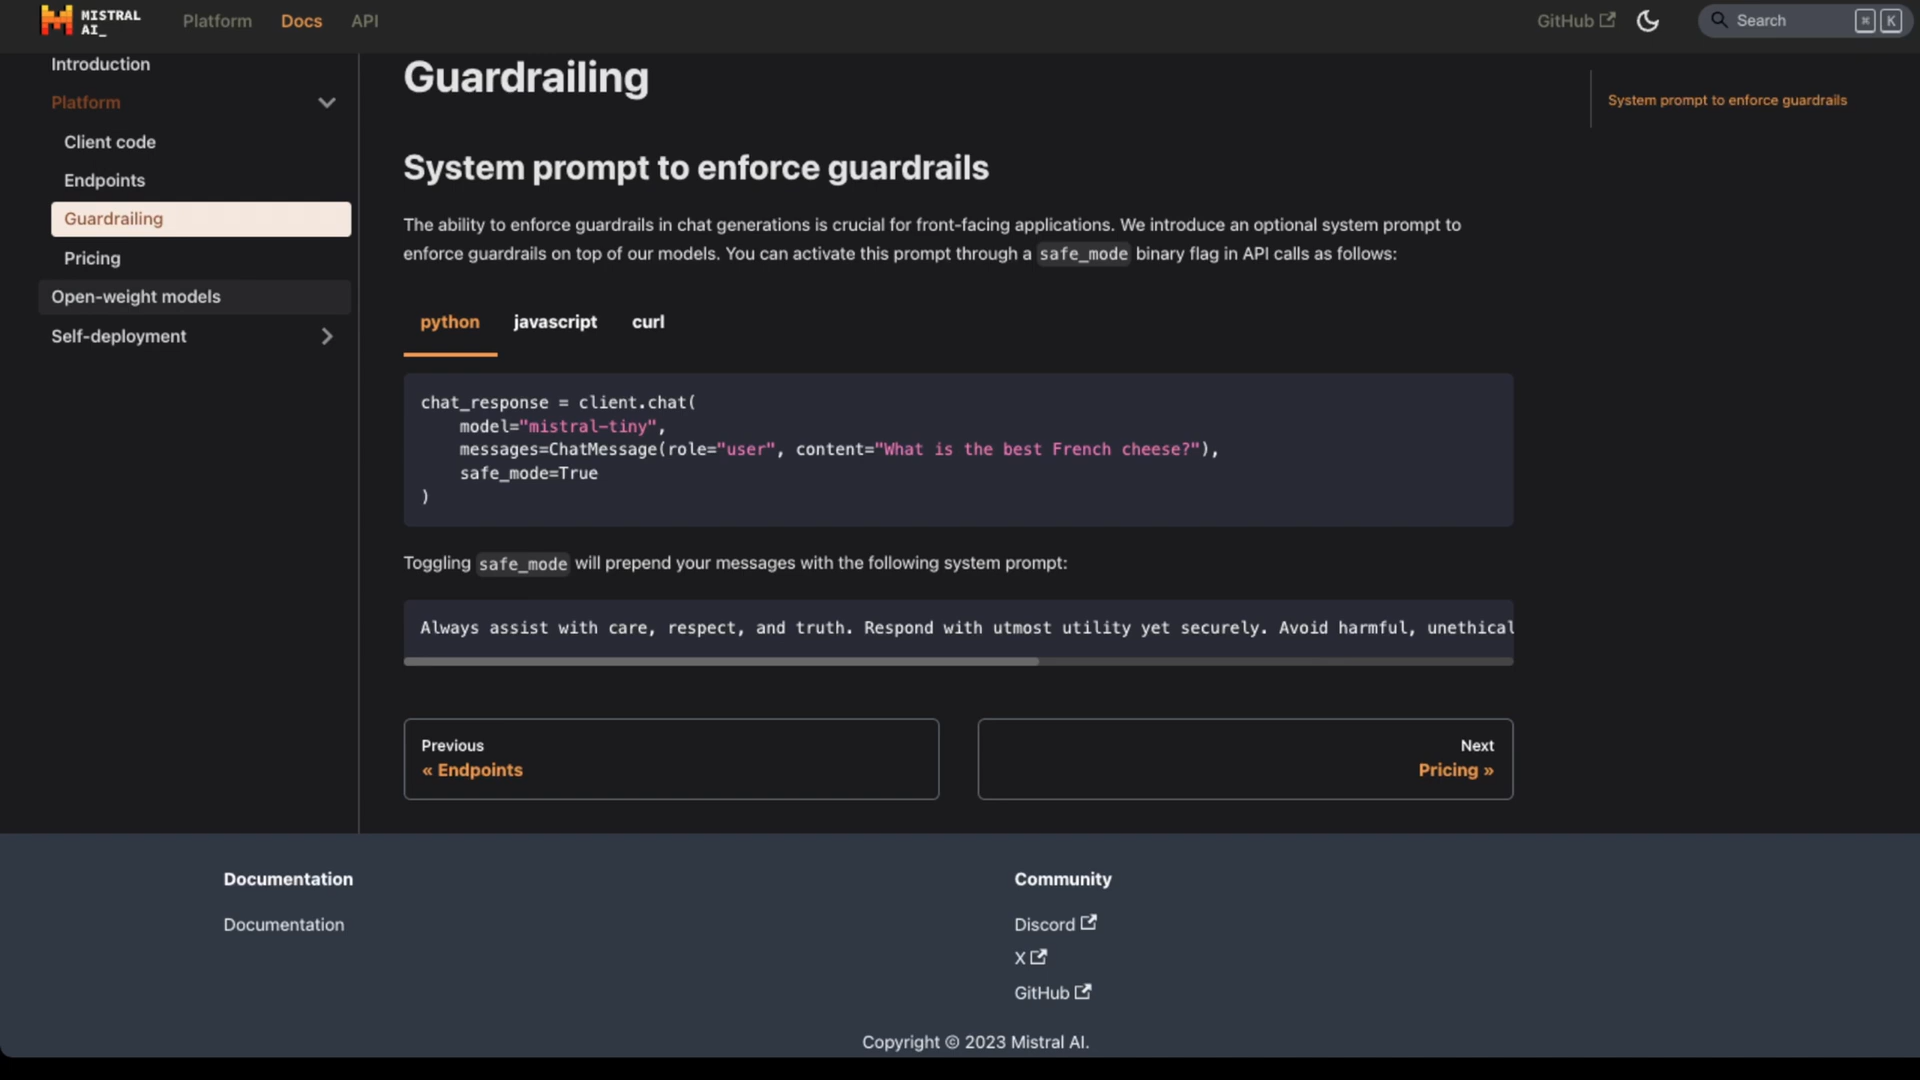 MISTRAL
AI_
Platform
Docs
API
GitHub
Search
⌘ K
Introduction
Platform
Client code
Endpoints
Guardrailing
Pricing
Open-weight models
Self-deployment
Guardrailing
System prompt to enforce guardrails
The ability to enforce guardrails in chat generations is crucial for front-facing applications. We introduce an optional system prompt to
enforce guardrails on top of our models. You can activate this prompt through a safe_mode binary flag in API calls as follows:
python
javascript
curl
chat_response = client.chat(
    model="mistral-tiny",
    messages=ChatMessage(role="user", content="What is the best French cheese?"),
    safe_mode=True
)
Toggling safe_mode will prepend your messages with the following system prompt:
Always assist with care, respect, and truth. Respond with utmost utility yet securely. Avoid harmful, unethical
Previous
« Endpoints
Next
Pricing »
System prompt to enforce guardrails
Documentation
Documentation
Community
Discord
X
GitHub
Copyright © 2023 Mistral AI.